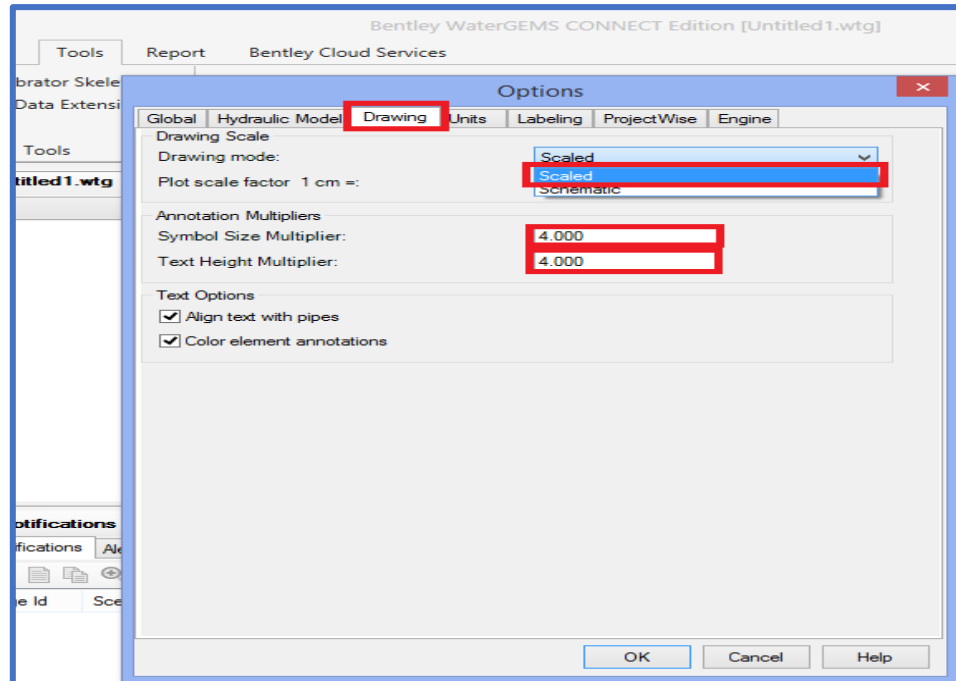 Bentley WaterGEMS CONNECT Edition [Untitled1.wtg]
Tools Report Bentley Cloud Services
brator Skele
Data Extensi
Options
Global Hydraulic Model Drawing Units Labeling ProjectWise Engine
Tools
Drawing Scale
Drawing mode: Scaled
titled1.wtg
Plot scale factor 1 cm =: Scaled
Schematic
Annotation Multipliers
Symbol Size Multiplier: 4.000
Text Height Multiplier: 4.000
Text Options
Align text with pipes
Color element annotations
otifications
fications Ale
ge Id Sce
OK Cancel Help